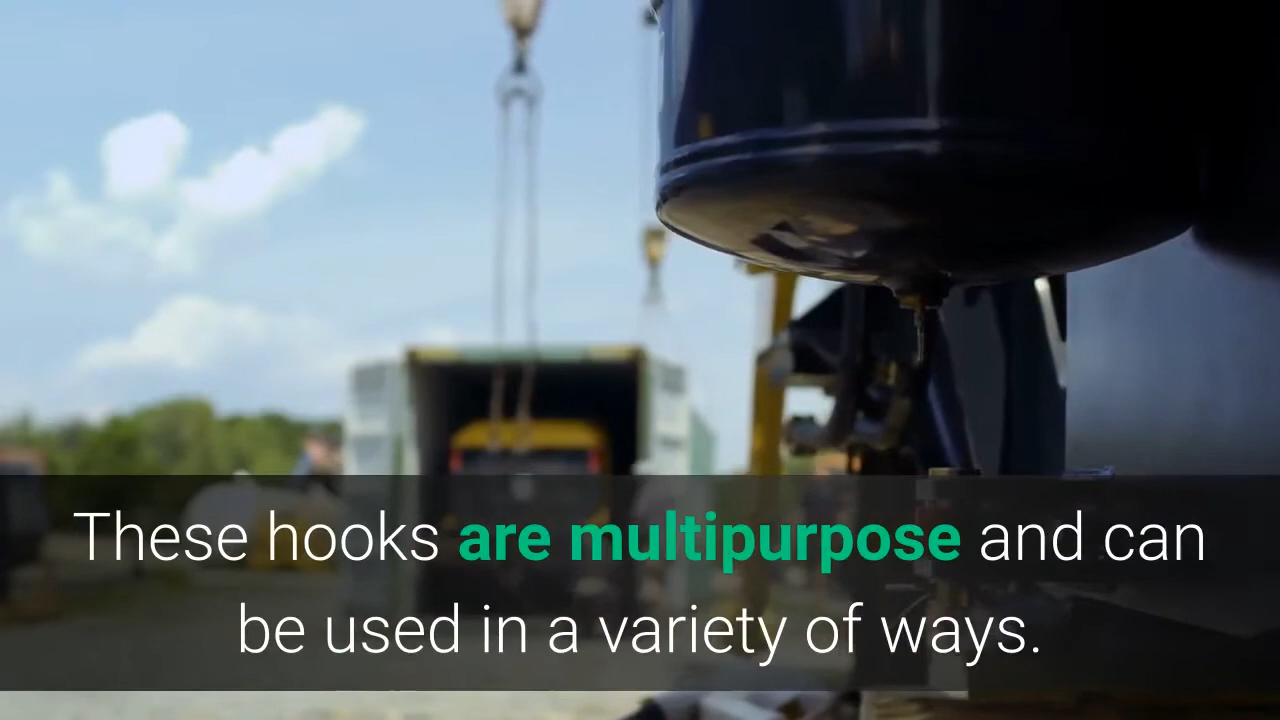 These hooks are multipurpose and can
be used in a variety of ways.